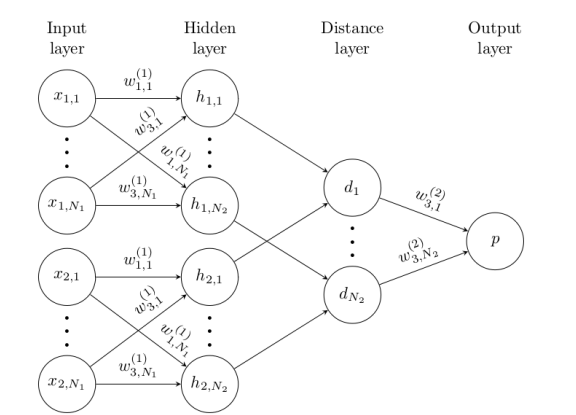 Input layer
Hidden layer
Distance layer
Output layer
x_{1,1}
w_{1,1}^{(1)}
h_{1,1}
w_{3,1}^{(1)}
w_{1,N_1}^{(1)}
x_{1,N_1}
w_{3,N_1}^{(1)}
h_{1,N_2}
d_1
w_{3,1}^{(2)}
p
x_{2,1}
w_{1,1}^{(1)}
h_{2,1}
w_{3,N_2}^{(2)}
d_{N_2}
w_{3,1}^{(1)}
w_{1,N_1}^{(1)}
x_{2,N_1}
w_{3,N_1}^{(1)}
h_{2,N_2}